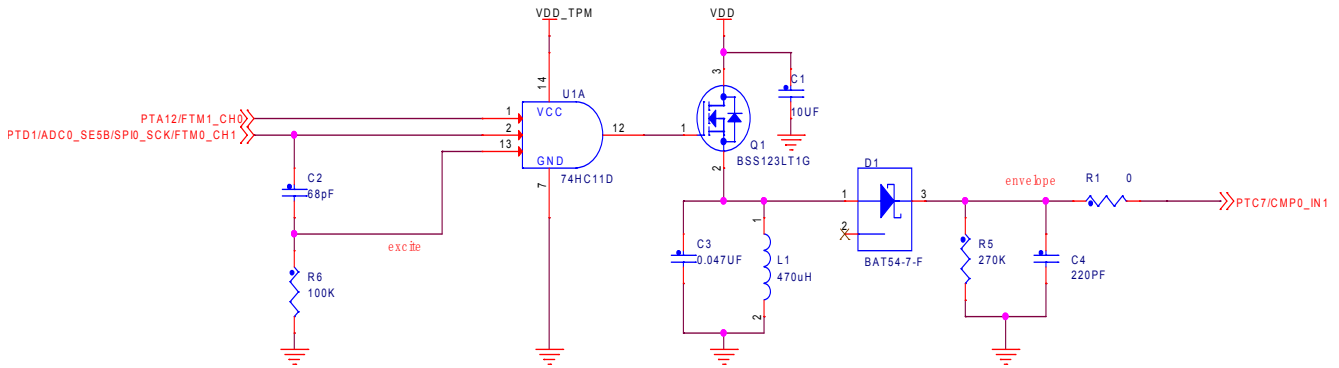 VDD_TPM
VDD
14
U1A
3
C1
10UF
PTA12/FTM1_CH0
1
VCC
PTD1/ADC0_SE5B/SPI0_SCK/FTM0_CH1
2
12
1
13
GND
Q1
BSS123LT1G
7
74HC11D
2
C2
68pF
D1
excite
1
3
envelope
R1 0
PTC7/CMP0_IN1
2
BAT54-7-F
C3
0.047UF
1
L1
470uH
2
R5
270K
C4
220PF
R6
100K